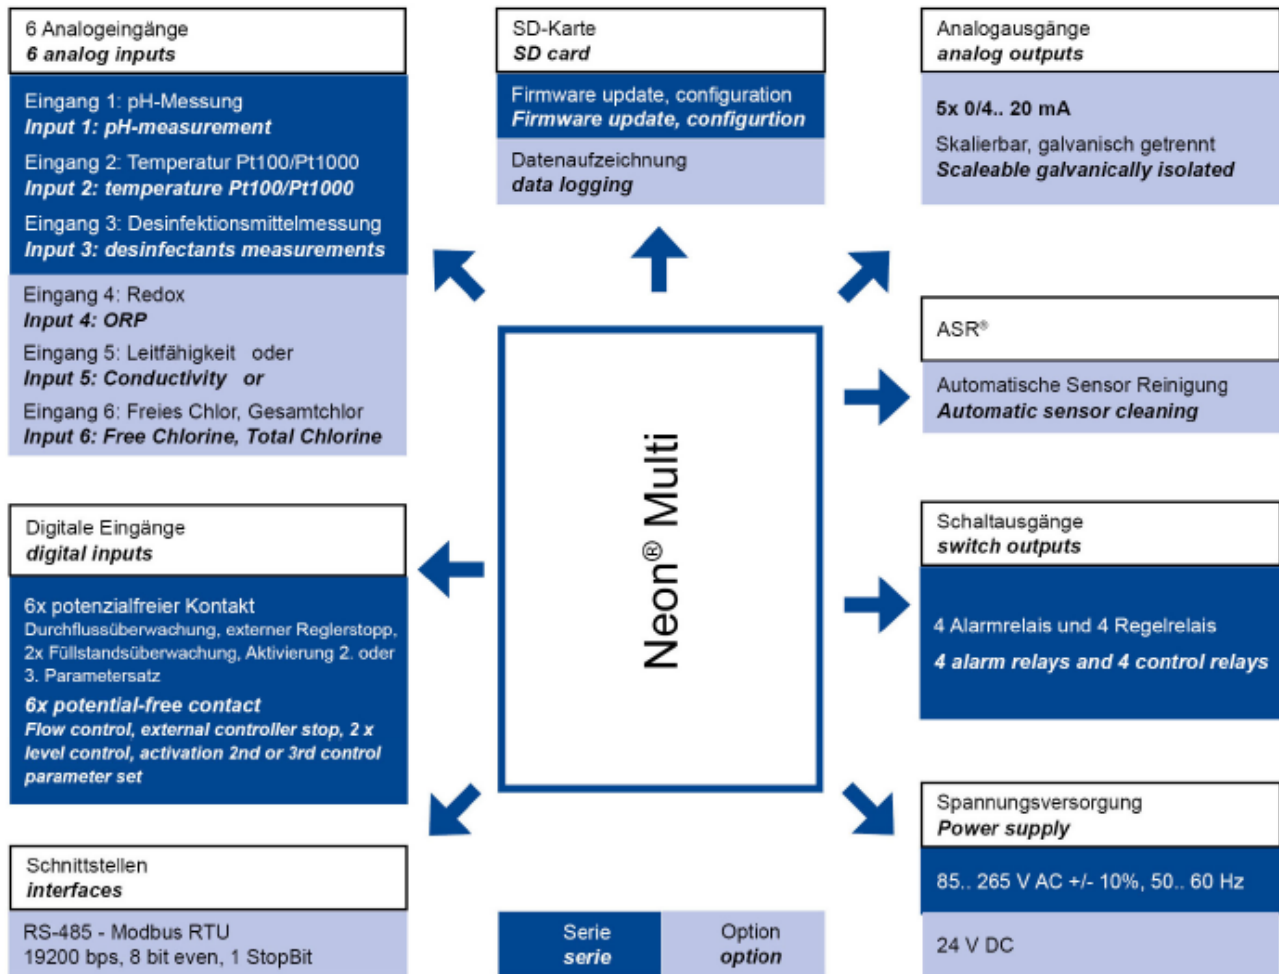 6 Analogeingänge
6 analog inputs
Eingang 1: pH-Messung
Input 1: pH-measurement
Eingang 2: Temperatur Pt100/Pt1000
Input 2: temperature Pt100/Pt1000
Eingang 3: Desinfektionsmittelmessung
Input 3: desinfectants measurements
Eingang 4: Redox
Input 4: ORP
Eingang 5: Leitfähigkeit oder
Input 5: Conductivity or
Eingang 6: Freies Chlor, Gesamtchlor
Input 6: Free Chlorine, Total Chlorine
Digitale Eingänge
digital inputs
6x potenzialfreier Kontakt
Durchflussüberwachung, externer Reglerstopp,
2x Füllstandsüberwachung, Aktivierung 2. oder
3. Parametersatz
6x potential-free contact
Flow control, external controller stop, 2 x
level control, activation 2nd or 3rd control
parameter set
Schnittstellen
interfaces
RS-485 - Modbus RTU
19200 bps, 8 bit even, 1 StopBit
SD-Karte
SD card
Firmware update, configuration
Firmware update, configurtion
Datenaufzeichnung
data logging
Neon® Multi
Serie
serie
Option
option
Analogausgänge
analog outputs
5x 0/4.. 20 mA
Skalierbar, galvanisch getrennt
Scaleable galvanically isolated
ASR®
Automatische Sensor Reinigung
Automatic sensor cleaning
Schaltausgänge
switch outputs
4 Alarmrelais und 4 Regelrelais
4 alarm relays and 4 control relays
Spannungsversorgung
Power supply
85.. 265 V AC +/- 10%, 50.. 60 Hz
24 V DC